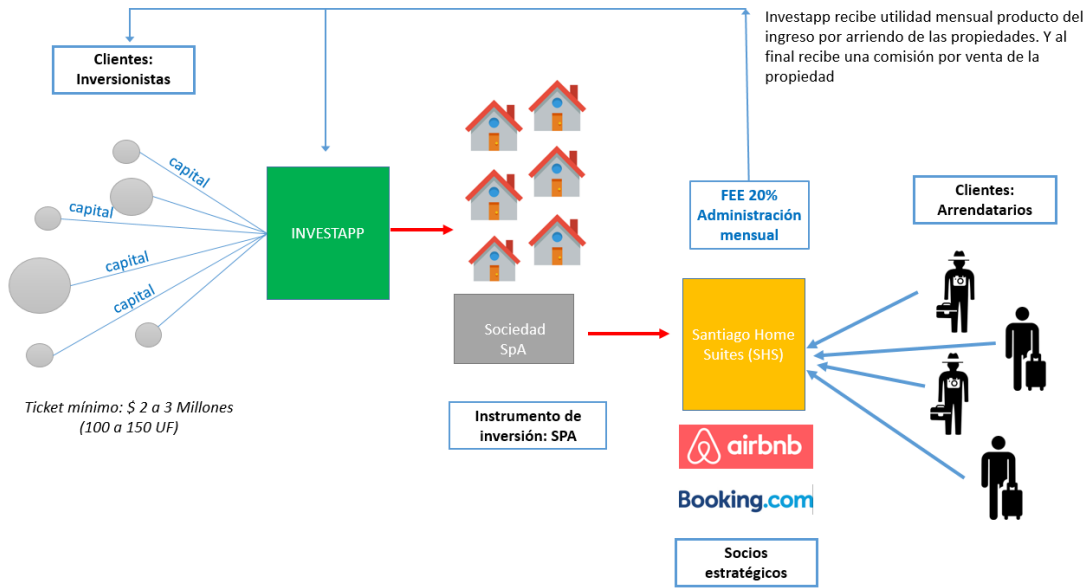 Investapp recibe utilidad mensual producto del
ingreso por arriendo de las propiedades. Y al
final recibe una comisión por venta de la
propiedad
Clientes:
Inversionistas
capital
capital
capital
capital
INVESTAPP
FEE 20%
Administración
mensual
Clientes:
Arrendatarios
Sociedad
SpA
Santiago Home
Suites (SHS)
Ticket mínimo: $ 2 a 3 Millones
(100 a 150 UF)
Instrumento de
inversión: SPA
airbnb
Booking.com
Socios
estratégicos